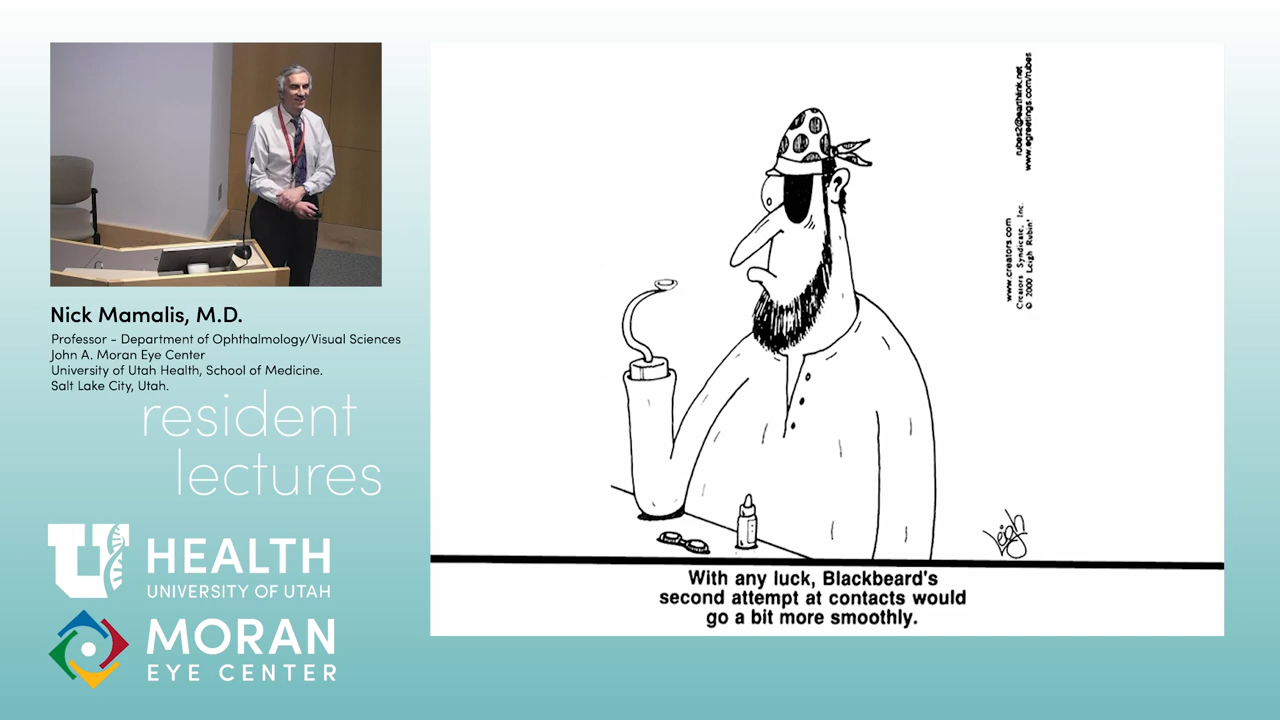 Nick Mamalis, M.D.
Professor - Department of Ophthalmology/Visual Sciences
John A. Moran Eye Center
University of Utah Health, School of Medicine.
Salt Lake City, Utah.
resident
lectures
U HEALTH
UNIVERSITY OF UTAH
MORAN
EYE CENTER
rubes2@earthlink.net
www.egreetings.com/rubes
www.creators.com
Creators Syndicate, Inc.
© 2000 Leigh Rubin
Leigh
With any luck, Blackbeard's
second attempt at contacts would
go a bit more smoothly.